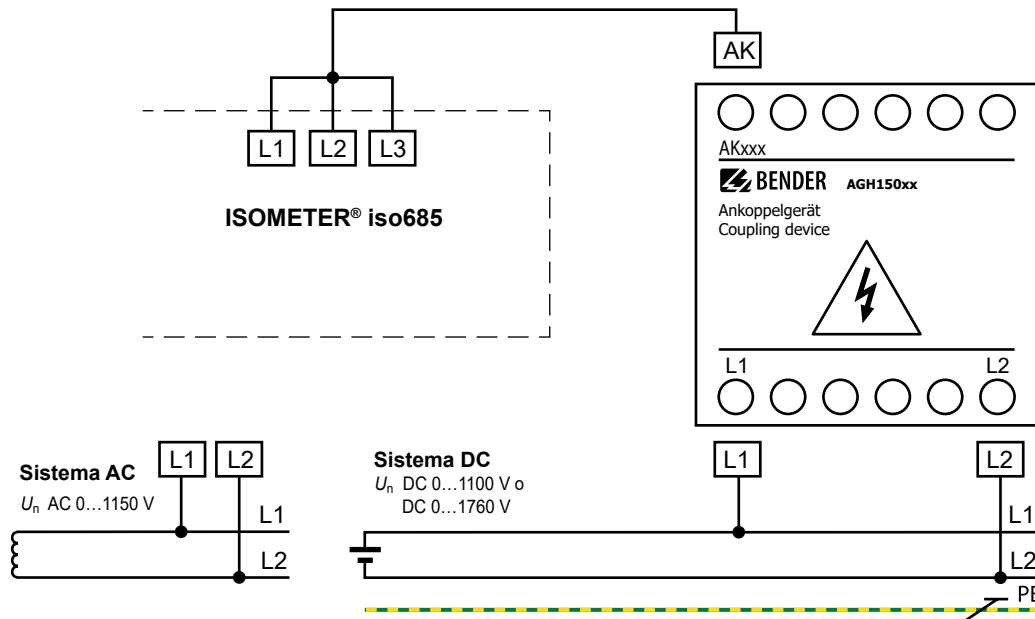 AK
L1 L2 L3
ISOMETER® iso685
AKxxx
BENDER AGH150xx
Ankoppelgerät
Coupling device
L1 L2
Sistema AC
Un AC 0…1150 V
L1 L2
L1
L2
Sistema DC
Un DC 0…1100 V o
DC 0…1760 V
L1 L2
L1
L2
PE